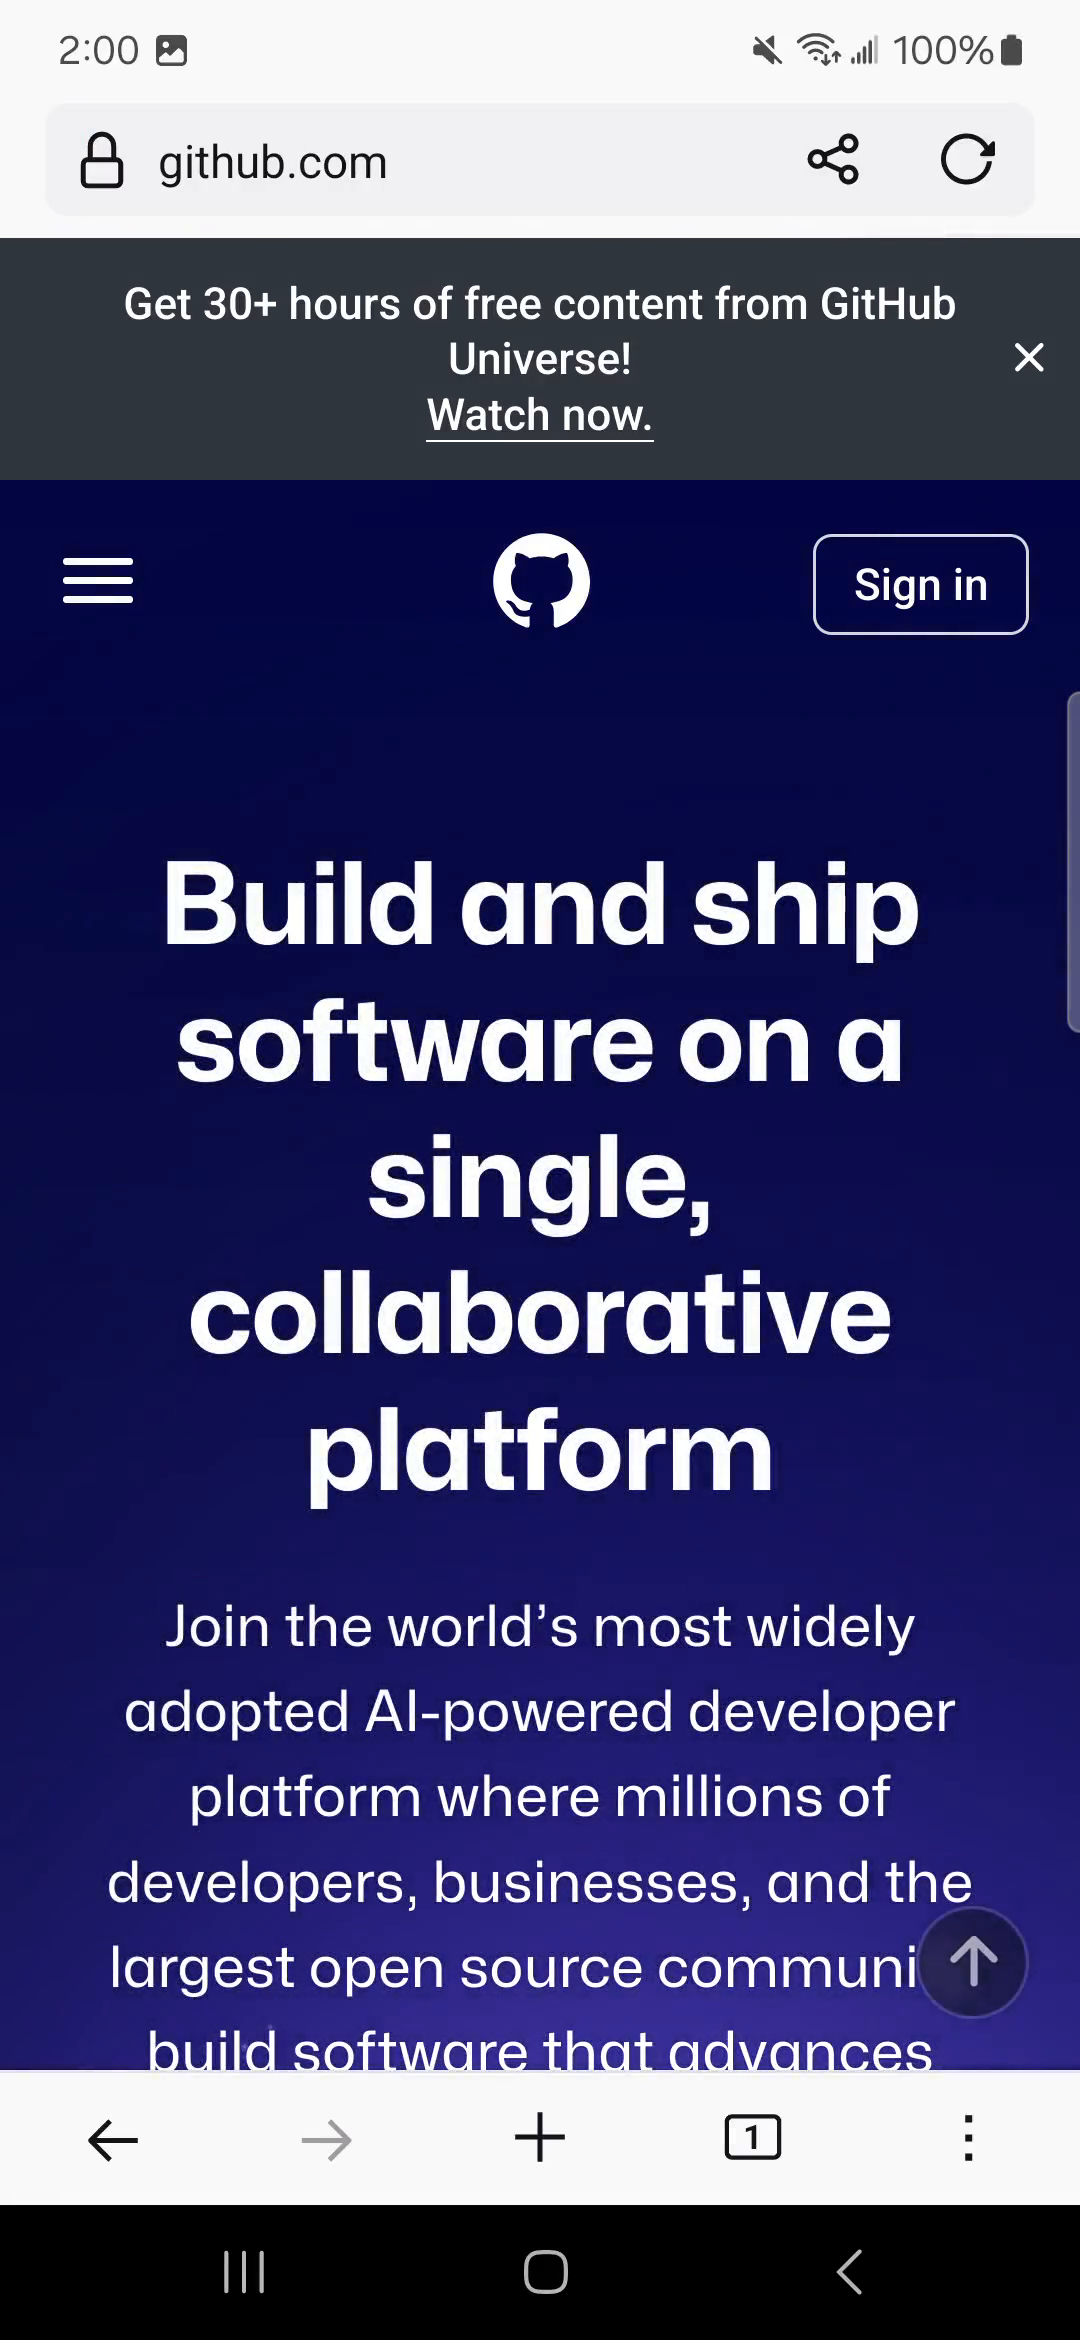 2:00 100%
github.com
Get 30+ hours of free content from GitHub
Universe!
Watch now.
Sign in
Build and ship
software on a
single,
collaborative
platform
Join the world’s most widely
adopted AI-powered developer
platform where millions of
developers, businesses, and the
largest open source communi
build software that advances
1